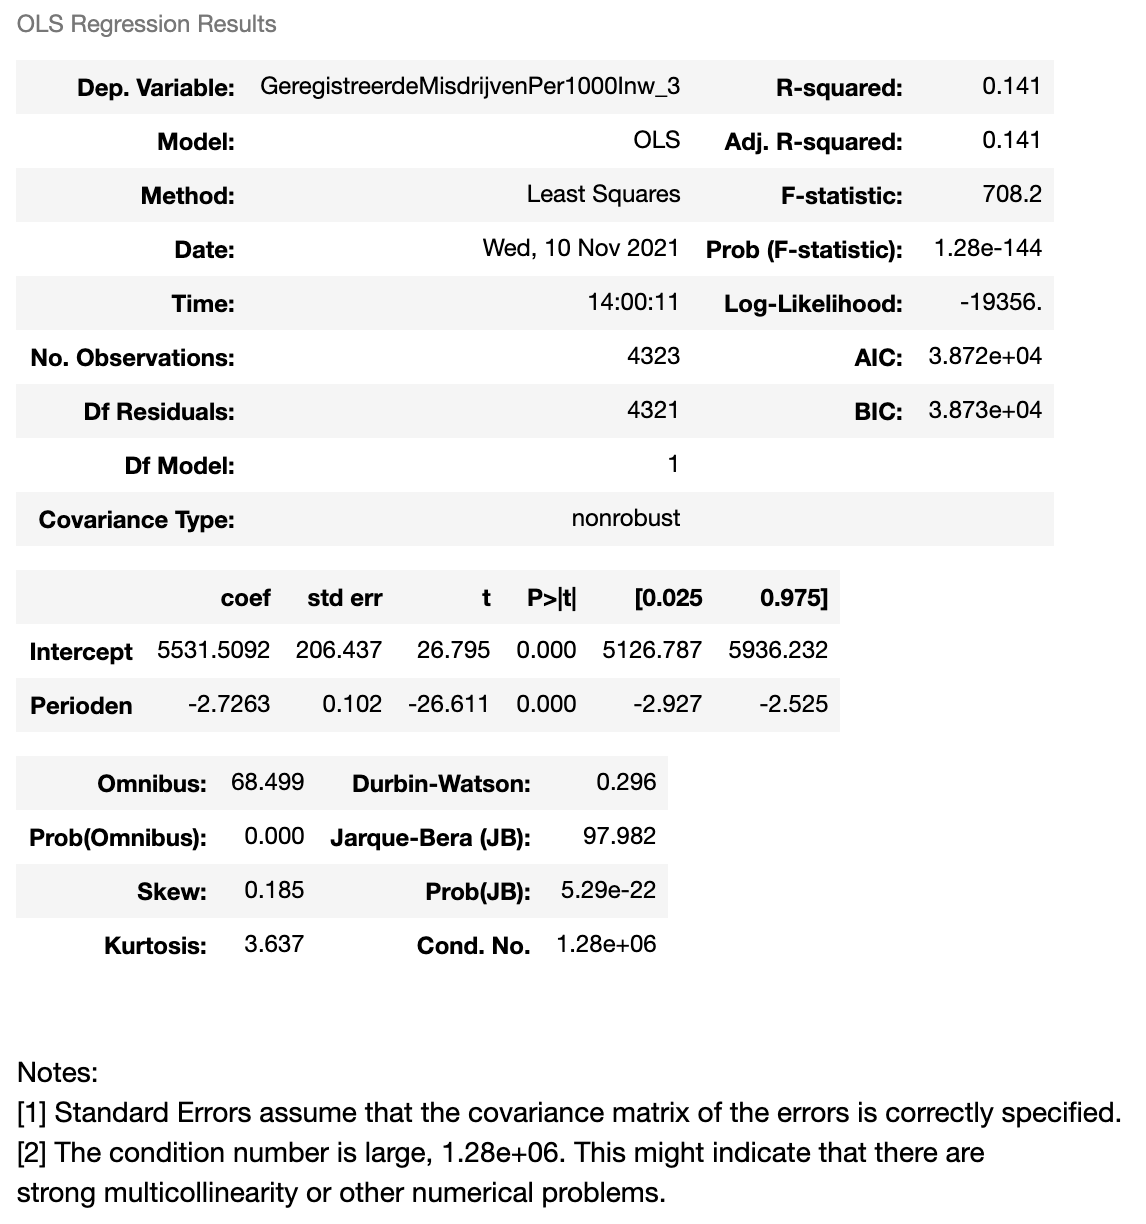 OLS Regression Results
Dep. Variable: GeregistreerdeMisdrijvenPer1000Inw_3 R-squared: 0.141
Model: OLS Adj. R-squared: 0.141
Method: Least Squares F-statistic: 708.2
Date: Wed, 10 Nov 2021 Prob (F-statistic): 1.28e-144
Time: 14:00:11 Log-Likelihood: -19356.
No. Observations: 4323 AIC: 3.872e+04
Df Residuals: 4321 BIC: 3.873e+04
Df Model: 1
Covariance Type: nonrobust
coef std err t P>|t| [0.025 0.975]
Intercept 5531.5092 206.437 26.795 0.000 5126.787 5936.232
Perioden -2.7263 0.102 -26.611 0.000 -2.927 -2.525
Omnibus: 68.499 Durbin-Watson: 0.296
Prob(Omnibus): 0.000 Jarque-Bera (JB): 97.982
Skew: 0.185 Prob(JB): 5.29e-22
Kurtosis: 3.637 Cond. No. 1.28e+06
Notes:
[1] Standard Errors assume that the covariance matrix of the errors is correctly specified.
[2] The condition number is large, 1.28e+06. This might indicate that there are
strong multicollinearity or other numerical problems.